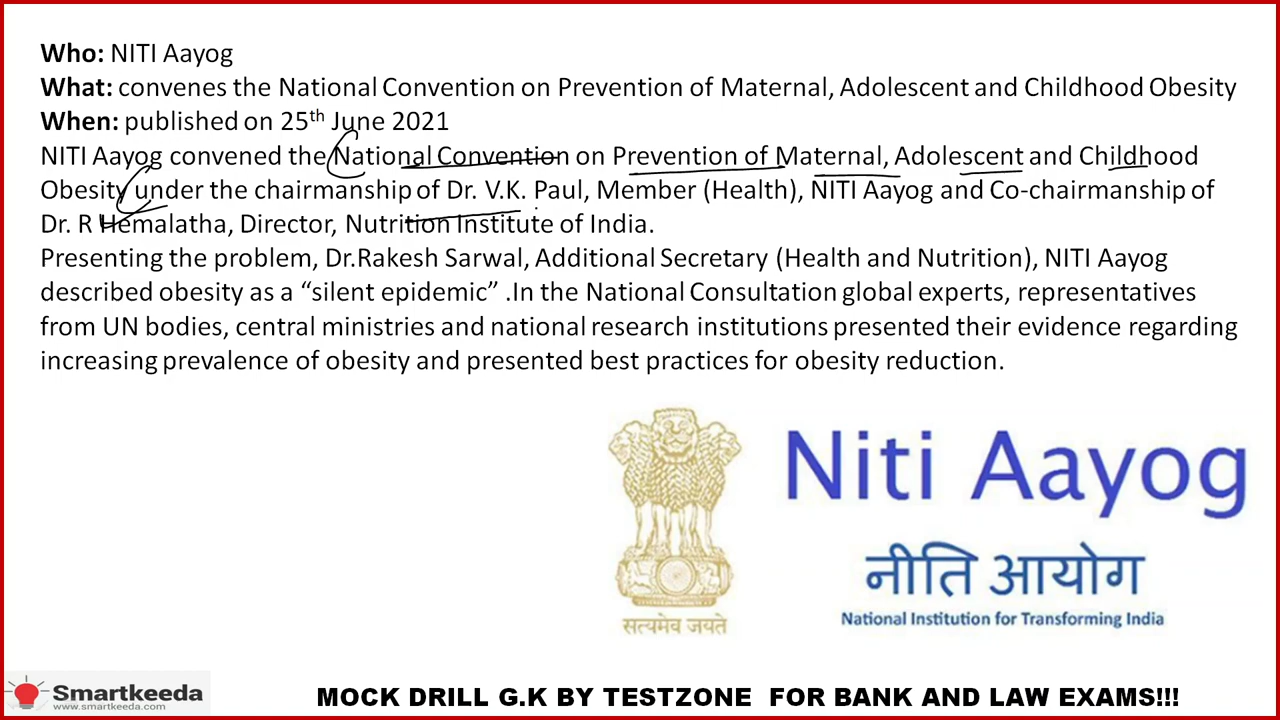 Who: NITI Aayog
What: convenes the National Convention on Prevention of Maternal, Adolescent and Childhood Obesity
When: published on 25th June 2021
NITI Aayog convened the National Convention on Prevention of Maternal, Adolescent and Childhood
Obesity under the chairmanship of Dr. V.K. Paul, Member (Health), NITI Aayog and Co-chairmanship of
Dr. R Hemalatha, Director, Nutrition Institute of India.
Presenting the problem, Dr.Rakesh Sarwal, Additional Secretary (Health and Nutrition), NITI Aayog
described obesity as a “silent epidemic” .In the National Consultation global experts, representatives
from UN bodies, central ministries and national research institutions presented their evidence regarding
increasing prevalence of obesity and presented best practices for obesity reduction.
Niti Aayog
नीति आयोग
National Institution for Transforming India
सत्यमेव जयते
Smartkeeda
www.smartkeeda.com
MOCK DRILL G.K BY TESTZONE FOR BANK AND LAW EXAMS!!!